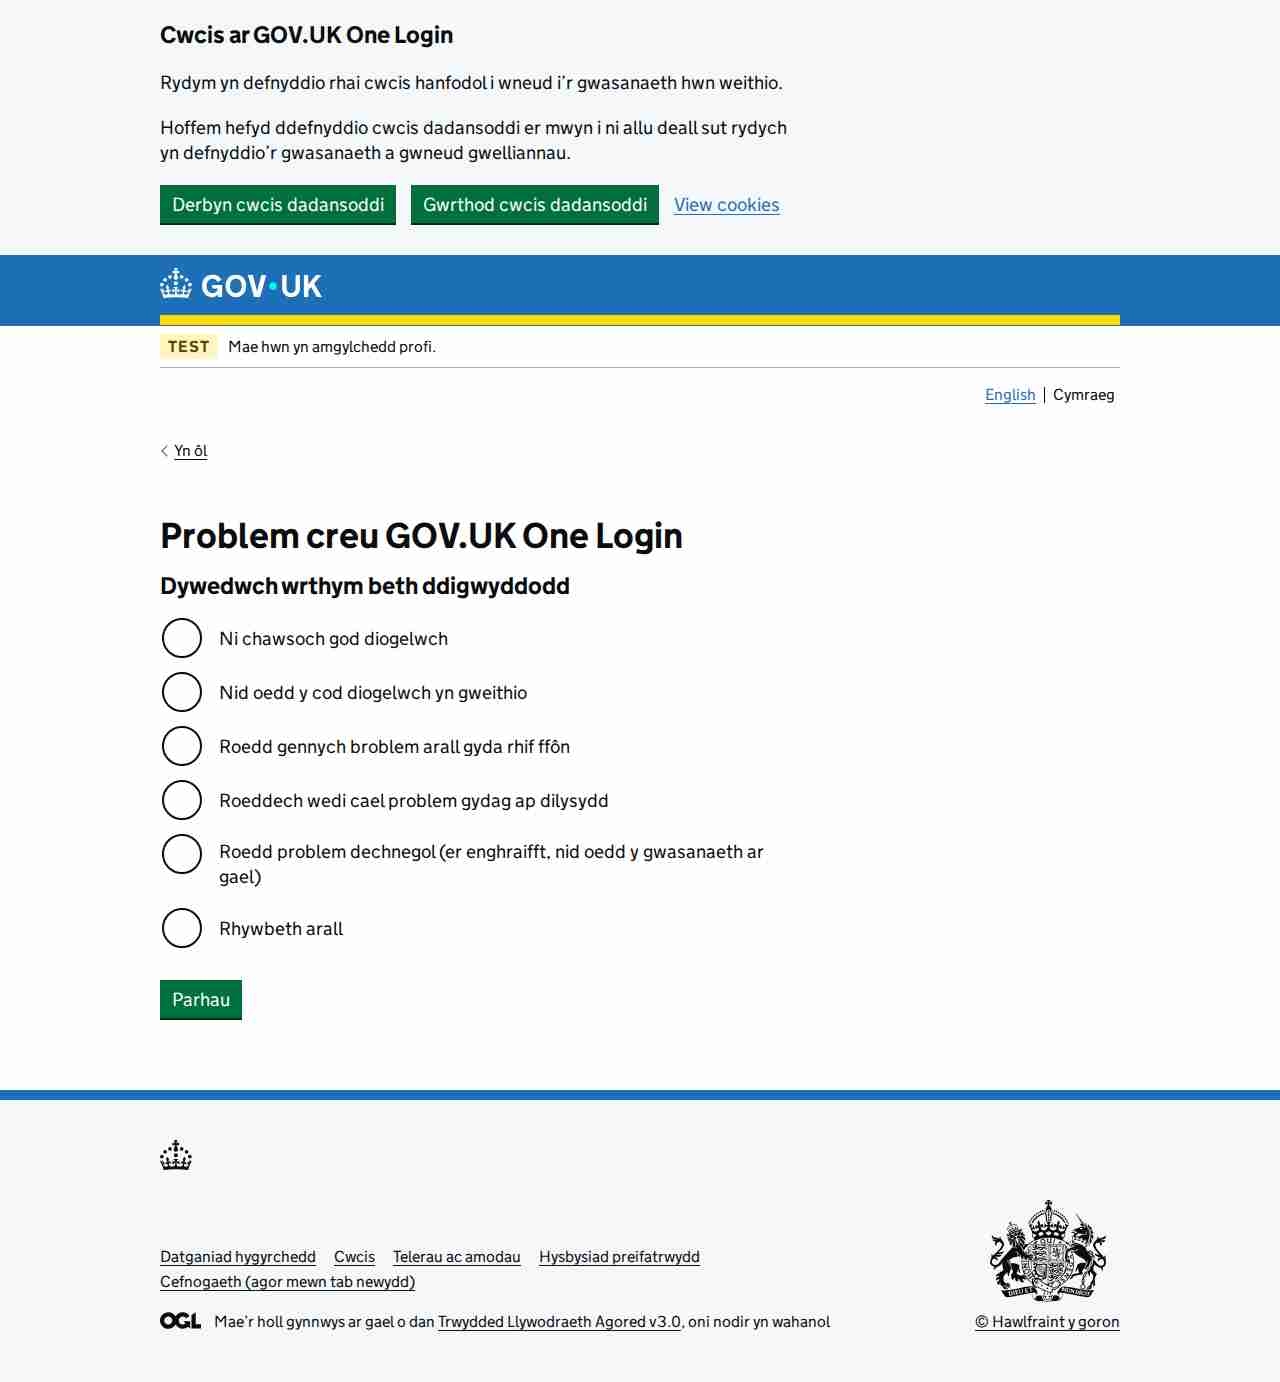 Cwcis ar GOV.UK One Login
Rydym yn defnyddio rhai cwcis hanfodol i wneud i’r gwasanaeth hwn weithio.
Hoffem hefyd ddefnyddio cwcis dadansoddi er mwyn i ni allu deall sut rydych
yn defnyddio’r gwasanaeth a gwneud gwelliannau.
Derbyn cwcis dadansoddi Gwrthod cwcis dadansoddi View cookies
GOV·UK
TEST Mae hwn yn amgylchedd profi.
English | Cymraeg
Yn ôl
Problem creu GOV.UK One Login
Dywedwch wrthym beth ddigwyddodd
Ni chawsoch god diogelwch
Nid oedd y cod diogelwch yn gweithio
Roedd gennych broblem arall gyda rhif ffôn
Roeddech wedi cael problem gydag ap dilysydd
Roedd problem dechnegol (er enghraifft, nid oedd y gwasanaeth ar
gael)
Rhywbeth arall
Parhau
Datganiad hygyrchedd Cwcis Telerau ac amodau Hysbysiad preifatrwydd
Cefnogaeth (agor mewn tab newydd)
OGL Mae’r holl gynnwys ar gael o dan Trwydded Llywodraeth Agored v3.0, oni nodir yn wahanol
© Hawlfraint y goron